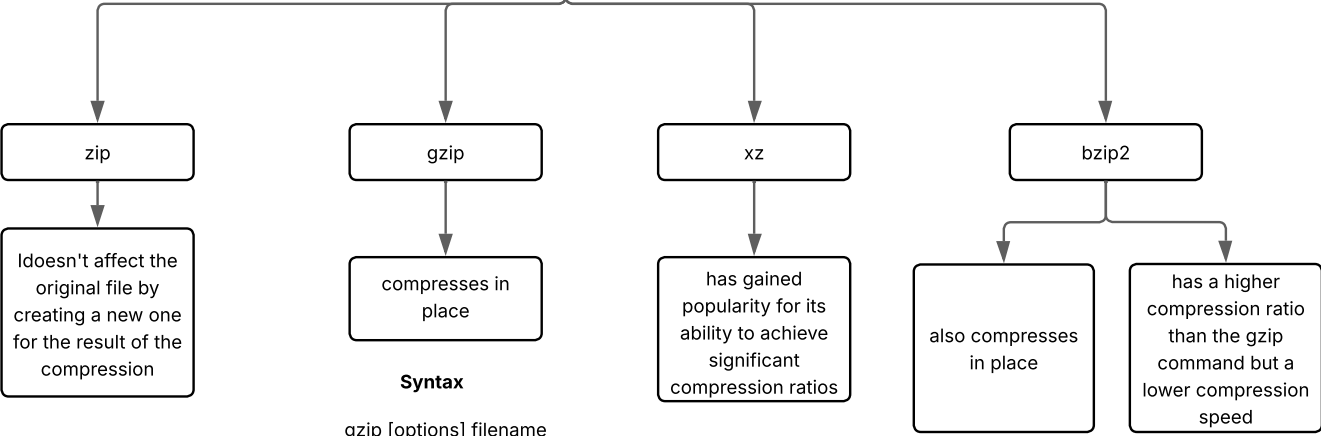 zip
gzip
xz
bzip2
Idoesn't affect the
original file by
creating a new one
for the result of the
compression
compresses in
place
Syntax
gzip [options] filename
has gained
popularity for its
ability to achieve
significant
compression ratios
also compresses
in place
has a higher
compression ratio
than the gzip
command but a
lower compression
speed